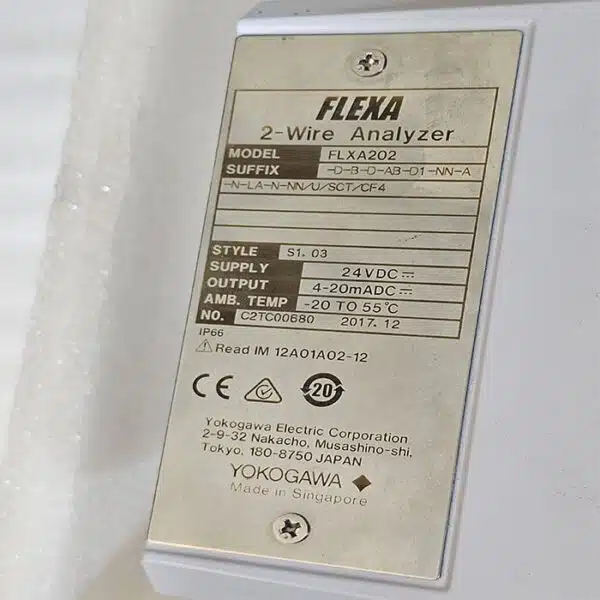 FLEXA
2-Wire Analyzer
MODEL FLXA202
SUFFIX -D-B-D-AB-D1-NN-A
-N-LA-N-NN/U/SCT/CF4
STYLE S1.03
SUPPLY 24VDC⎓
OUTPUT 4-20mADC⎓
AMB. TEMP -20 TO 55℃
NO. C2TC00680 2017.12
IP66
⚠ Read IM 12A01A02-12
CE 20
Yokogawa Electric Corporation
2-9-32 Nakacho, Musashino-shi,
Tokyo, 180-8750 JAPAN
YOKOGAWA
Made in Singapore